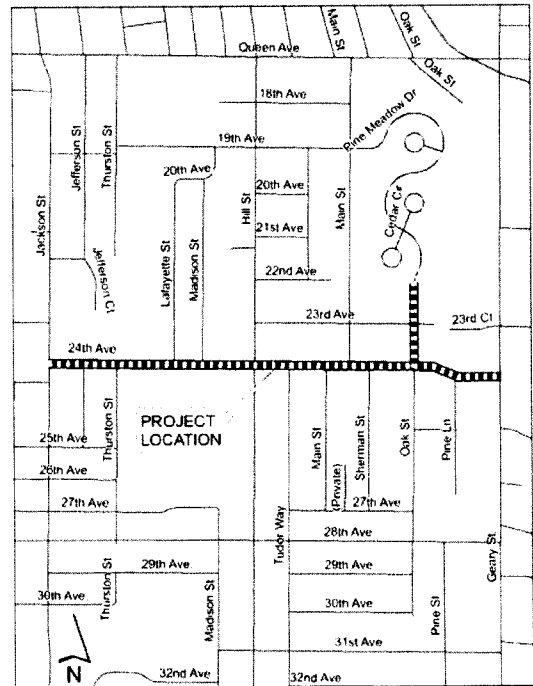 Main St
Oak St
Queen Ave
Oak St
18th Ave
Pine Meadow Dr
Jefferson St
Thurston St
19th Ave
20th Ave
Hill St
20th Ave
Main St
Cedar Cir
Jackson St
21st Ave
Jefferson Ct
Lafayette St
Madison St
22nd Ave
23rd Ave
23rd Ct
24th Ave
PROJECT
LOCATION
Thurston St
Main St
(Private)
Sherman St
Oak St
Pine Ln
25th Ave
26th Ave
27th Ave
27th Ave
Tudor Way
28th Ave
Geary St
Thurston St
29th Ave
29th Ave
30th Ave
Madison St
30th Ave
Pine St
31st Ave
N
32nd Ave
32nd Ave